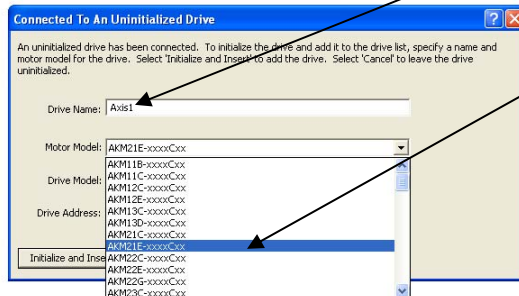 Connected To An Uninitialized Drive
An uninitialized drive has been connected. To initialize the drive and add it to the drive list, specify a name and
motor model for the drive. Select 'Initialize and Insert' to add the drive. Select 'Cancel' to leave the drive
uninitialized.
Drive Name: Axis1
Motor Model: AKM21E-xxxxCxx
AKM11B-xxxxCxx
AKM11C-xxxxCxx
Drive Model: AKM12C-xxxxCxx
AKM12E-xxxxCxx
AKM13C-xxxxCxx
Drive Address: AKM13D-xxxxCxx
AKM21C-xxxxCxx
AKM21E-xxxxCxx
Initialize and Inse AKM22C-xxxxCxx
AKM22E-xxxxCxx
AKM22G-xxxxCxx
AKM23C-xxxxCxx